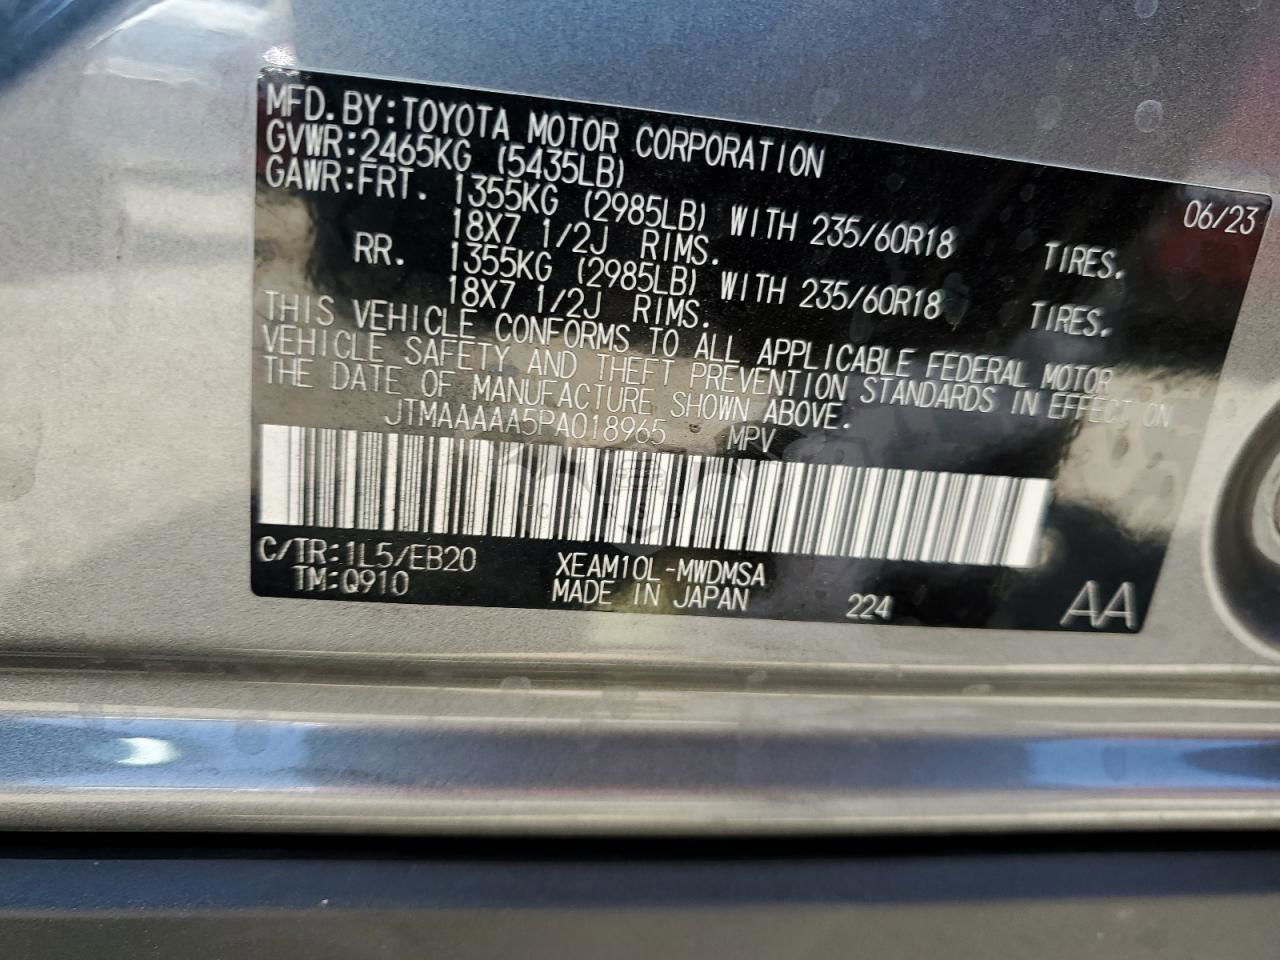 MFD.BY:TOYOTA MOTOR CORPORATION 06/23
GVWR:2465KG (5435LB)
GAWR:FRT. 1355KG (2985LB) WITH 235/60R18 TIRES.
18X7 1/2J RIMS.
RR. 1355KG (2985LB) WITH 235/60R18 TIRES.
18X7 1/2J RIMS.
THIS VEHICLE CONFORMS TO ALL APPLICABLE FEDERAL MOTOR
VEHICLE SAFETY AND THEFT PREVENTION STANDARDS IN EFFECT ON
THE DATE OF MANUFACTURE SHOWN ABOVE.
JTMAAAAA5PA018965 MPV
C/TR:1L5/EB20 XEAM10L-MWDMSA
TM:Q910 MADE IN JAPAN 224 AA